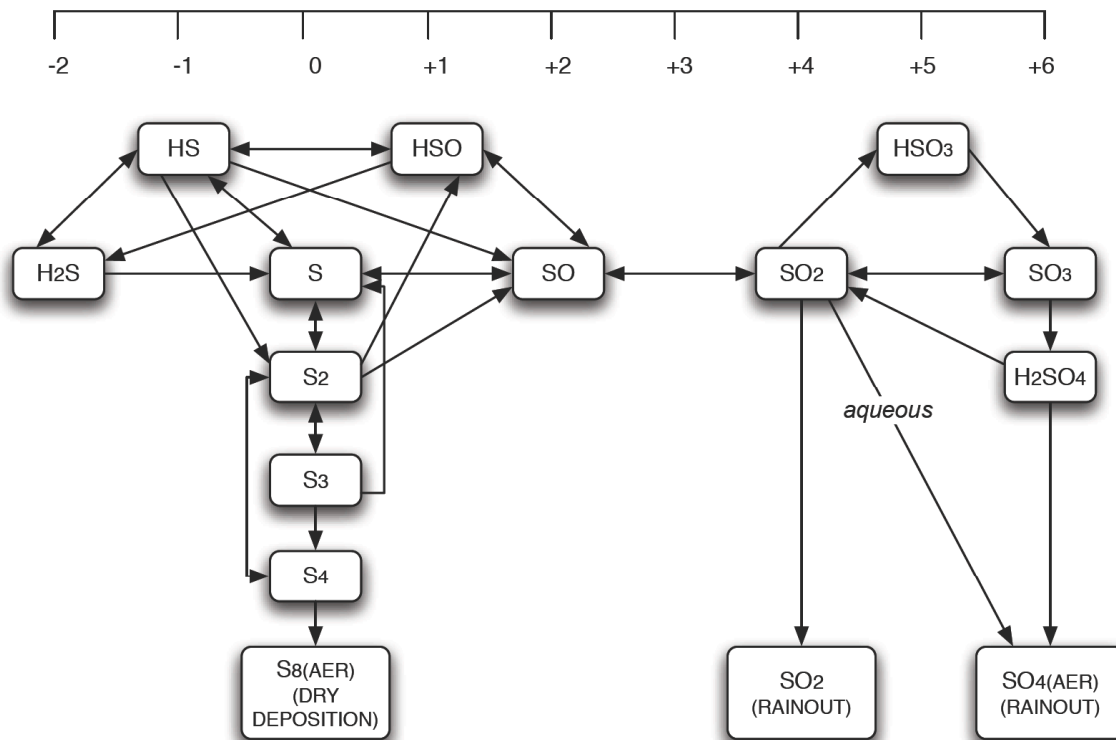 -2 -1 0 +1 +2 +3 +4 +5 +6
HS HSO HSO3
H2S S SO SO2 SO3
S2 H2SO4
aqueous
S3
S4
S8(AER)
(DRY
DEPOSITION)
SO2
(RAINOUT)
SO4(AER)
(RAINOUT)